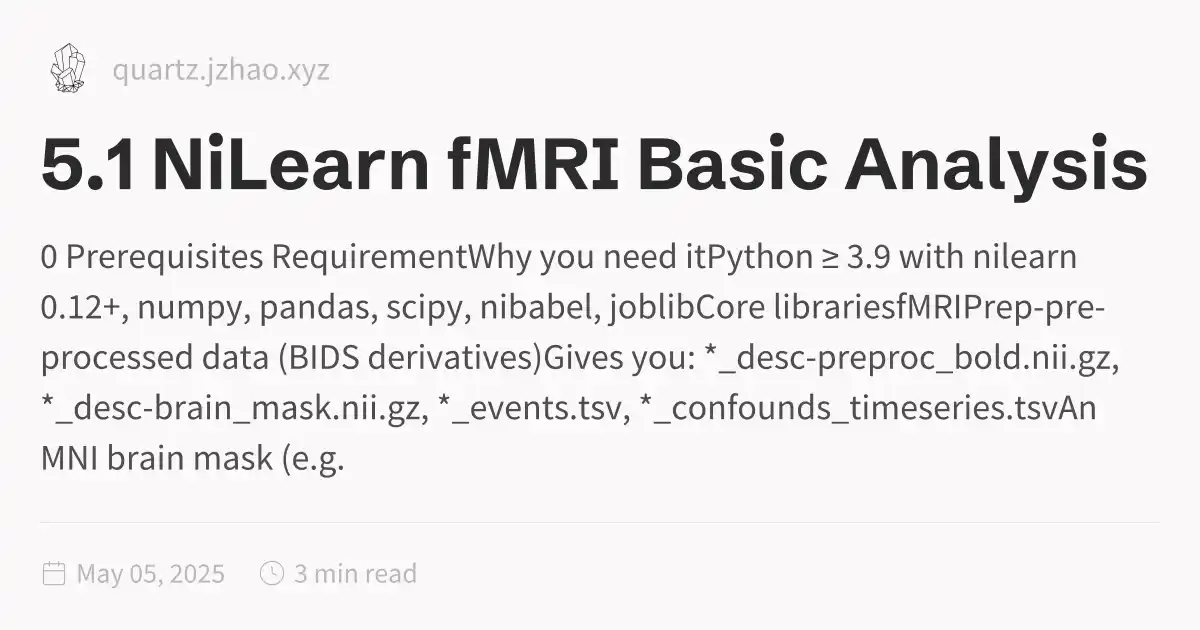 quartz.jzhao.xyz
5.1 NiLearn fMRI Basic Analysis
0 Prerequisites RequirementWhy you need itPython ≥ 3.9 with nilearn
0.12+, numpy, pandas, scipy, nibabel, joblibCore librariesfMRIPrep-pre-
processed data (BIDS derivatives)Gives you: *_desc-preproc_bold.nii.gz,
*_desc-brain_mask.nii.gz, *_events.tsv, *_confounds_timeseries.tsvAn
MNI brain mask (e.g.
May 05, 2025 3 min read